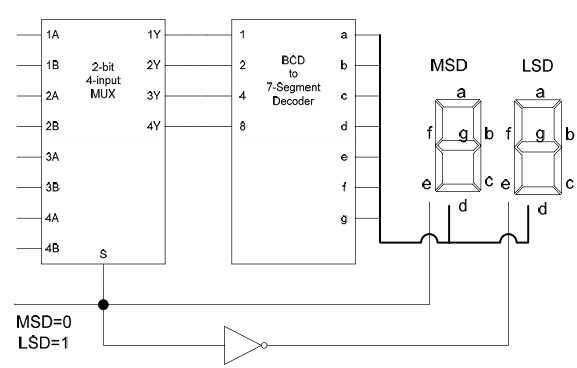 1A 1Y 1 a
1B 2Y 2 b
2A 3Y 4 c
2B 4Y 8 d
3A e
3B f
4A g
4B
2-bit
4-input
MUX
S
BCD
to
7-Segment
Decoder
MSD LSD
a a
f g b f g b
e c e c
d d
MSD=0
LSD=1